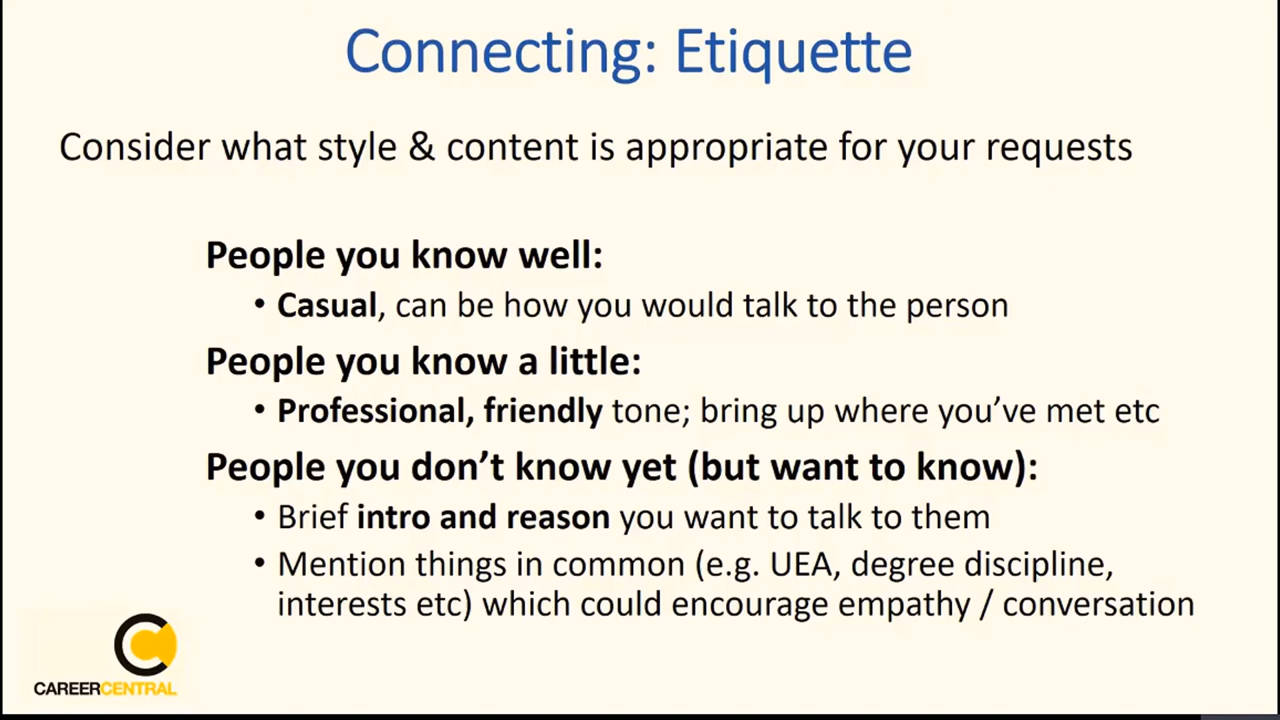 Connecting: Etiquette
Consider what style & content is appropriate for your requests
People you know well:
• Casual, can be how you would talk to the person
People you know a little:
• Professional, friendly tone; bring up where you’ve met etc
People you don’t know yet (but want to know):
• Brief intro and reason you want to talk to them
• Mention things in common (e.g. UEA, degree discipline,
interests etc) which could encourage empathy / conversation
CAREERCENTRAL